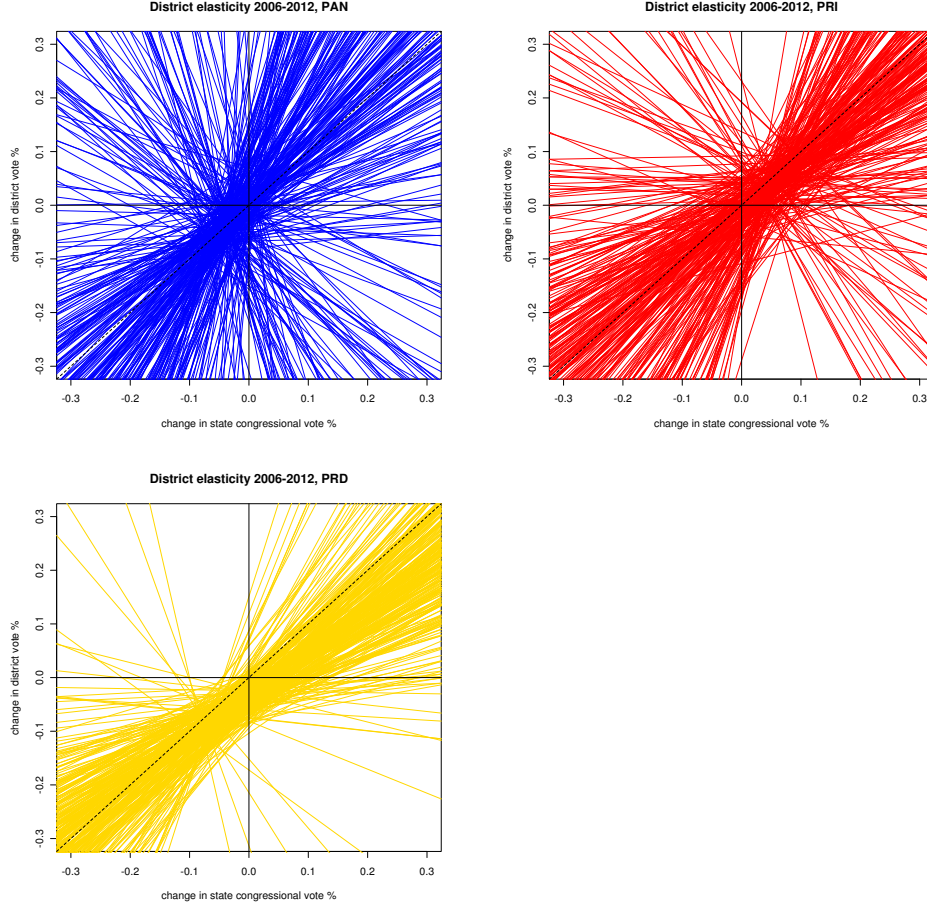 District elasticity 2006-2012, PAN
0.3
0.2
0.1
0.0
-0.1
-0.2
-0.3
change in district vote %
-0.3 -0.2 -0.1 0.0 0.1 0.2 0.3
change in state congressional vote %
District elasticity 2006-2012, PRI
0.3
0.2
0.1
0.0
-0.1
-0.2
-0.3
change in district vote %
-0.3 -0.2 -0.1 0.0 0.1 0.2 0.3
change in state congressional vote %
District elasticity 2006-2012, PRD
0.3
0.2
0.1
0.0
-0.1
-0.2
-0.3
change in district vote %
-0.3 -0.2 -0.1 0.0 0.1 0.2 0.3
change in state congressional vote %